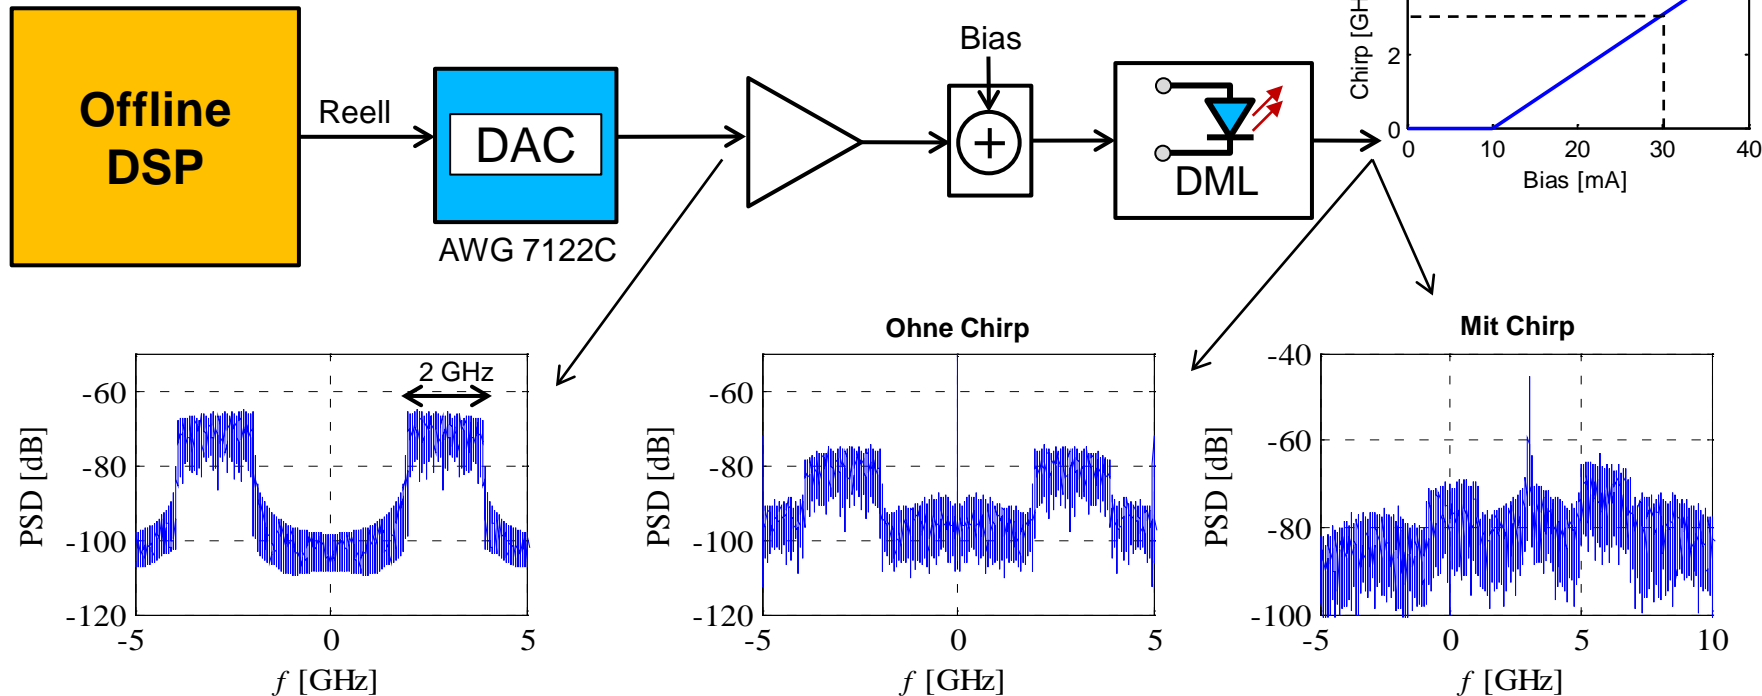 Offline
DSP
Reell
DAC
AWG 7122C
Bias
DML
Chirp [GH
2
0
0
10
20
30
40
Bias [mA]
2 GHz
PSD [dB]
-60
-80
-100
-120
-5
0
5
f [GHz]
Ohne Chirp
PSD [dB]
-60
-80
-100
-120
-5
0
5
f [GHz]
Mit Chirp
PSD [dB]
-40
-60
-80
-100
-5
0
5
10
f [GHz]